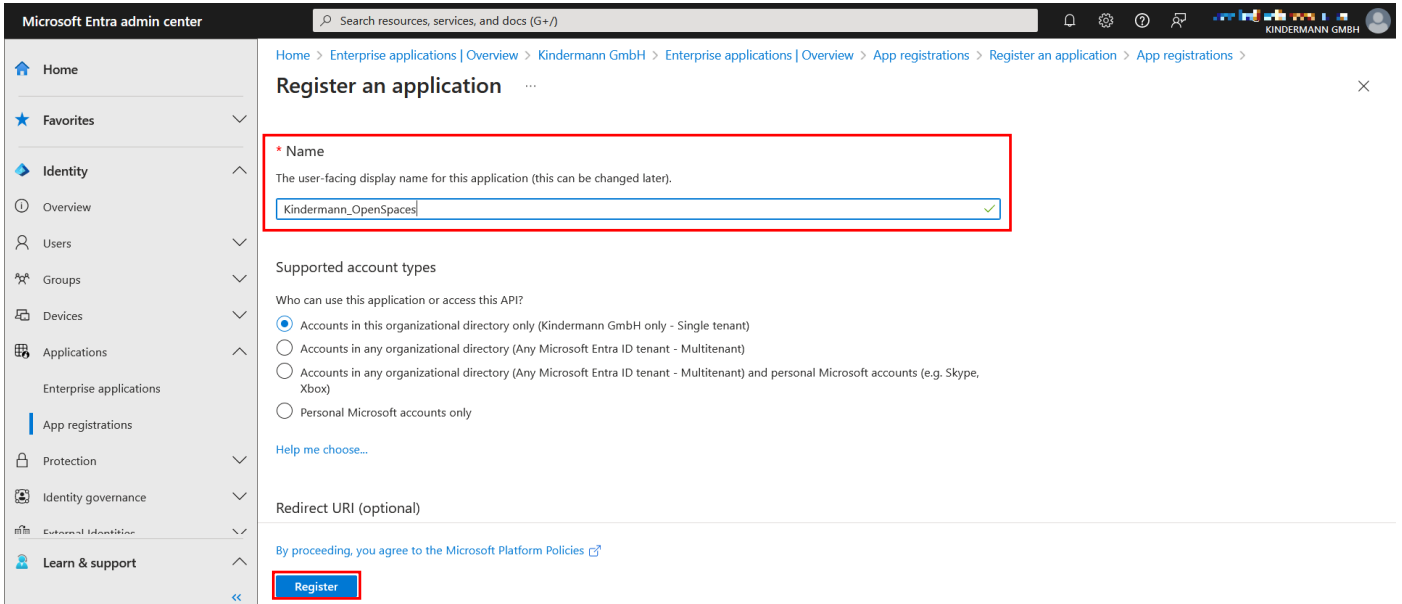 Microsoft Entra admin center
Search resources, services, and docs (G+/)
KINDERMANN GMBH
Home
Favorites
Identity
Overview
Users
Groups
Devices
Applications
Enterprise applications
App registrations
Protection
Identity governance
External Identities
Learn & support
«
Home > Enterprise applications | Overview > Kindermann GmbH > Enterprise applications | Overview > App registrations > Register an application > App registrations >
Register an application ...
* Name
The user-facing display name for this application (this can be changed later).
Kindermann_OpenSpaces
Supported account types
Who can use this application or access this API?
Accounts in this organizational directory only (Kindermann GmbH only - Single tenant)
Accounts in any organizational directory (Any Microsoft Entra ID tenant - Multitenant)
Accounts in any organizational directory (Any Microsoft Entra ID tenant - Multitenant) and personal Microsoft accounts (e.g. Skype,
Xbox)
Personal Microsoft accounts only
Help me choose...
Redirect URI (optional)
By proceeding, you agree to the Microsoft Platform Policies
Register